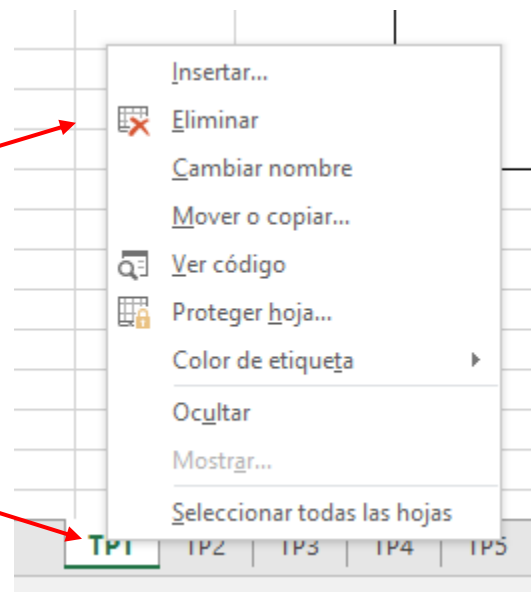 Insertar...
Eliminar
Cambiar nombre
Mover o copiar...
Ver código
Proteger hoja...
Color de etiqueta
Ocultar
Mostrar...
Seleccionar todas las hojas
TP1 TP2 TP3 TP4 TP5